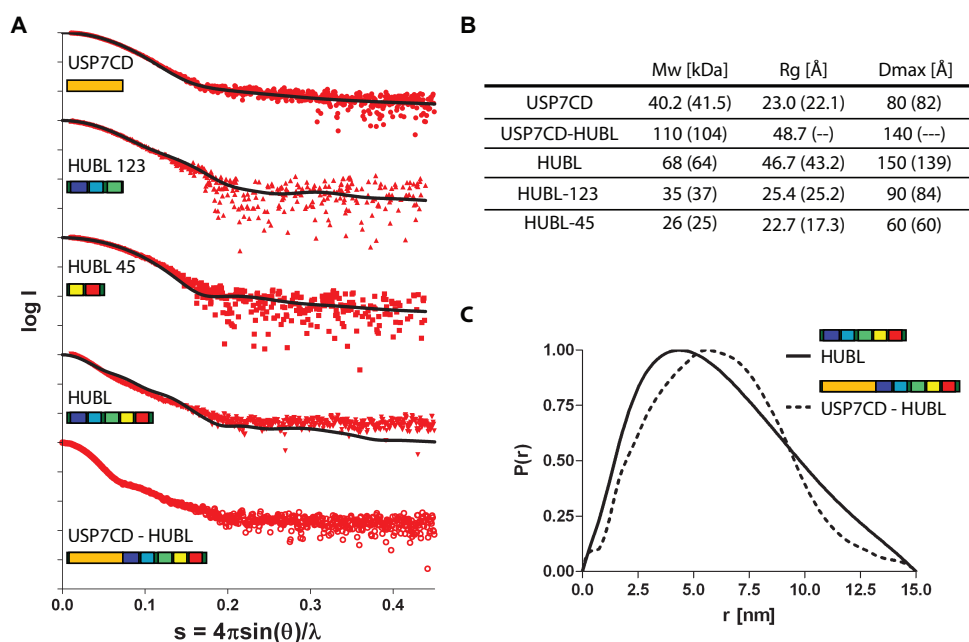 A
USP7CD
HUBL 123
HUBL 45
HUBL
USP7CD - HUBL
log I
0.0 0.1 0.2 0.3 0.4
s = 4πsin(θ)/λ
B
Mw [kDa] Rg [Å] Dmax [Å]
USP7CD 40.2 (41.5) 23.0 (22.1) 80 (82)
USP7CD-HUBL 110 (104) 48.7 (--) 140 (---)
HUBL 68 (64) 46.7 (43.2) 150 (139)
HUBL-123 35 (37) 25.4 (25.2) 90 (84)
HUBL-45 26 (25) 22.7 (17.3) 60 (60)
C
HUBL
USP7CD - HUBL
P(r)
1.00
0.75
0.50
0.25
0.00
0.0 2.5 5.0 7.5 10.0 12.5 15.0
r [nm]